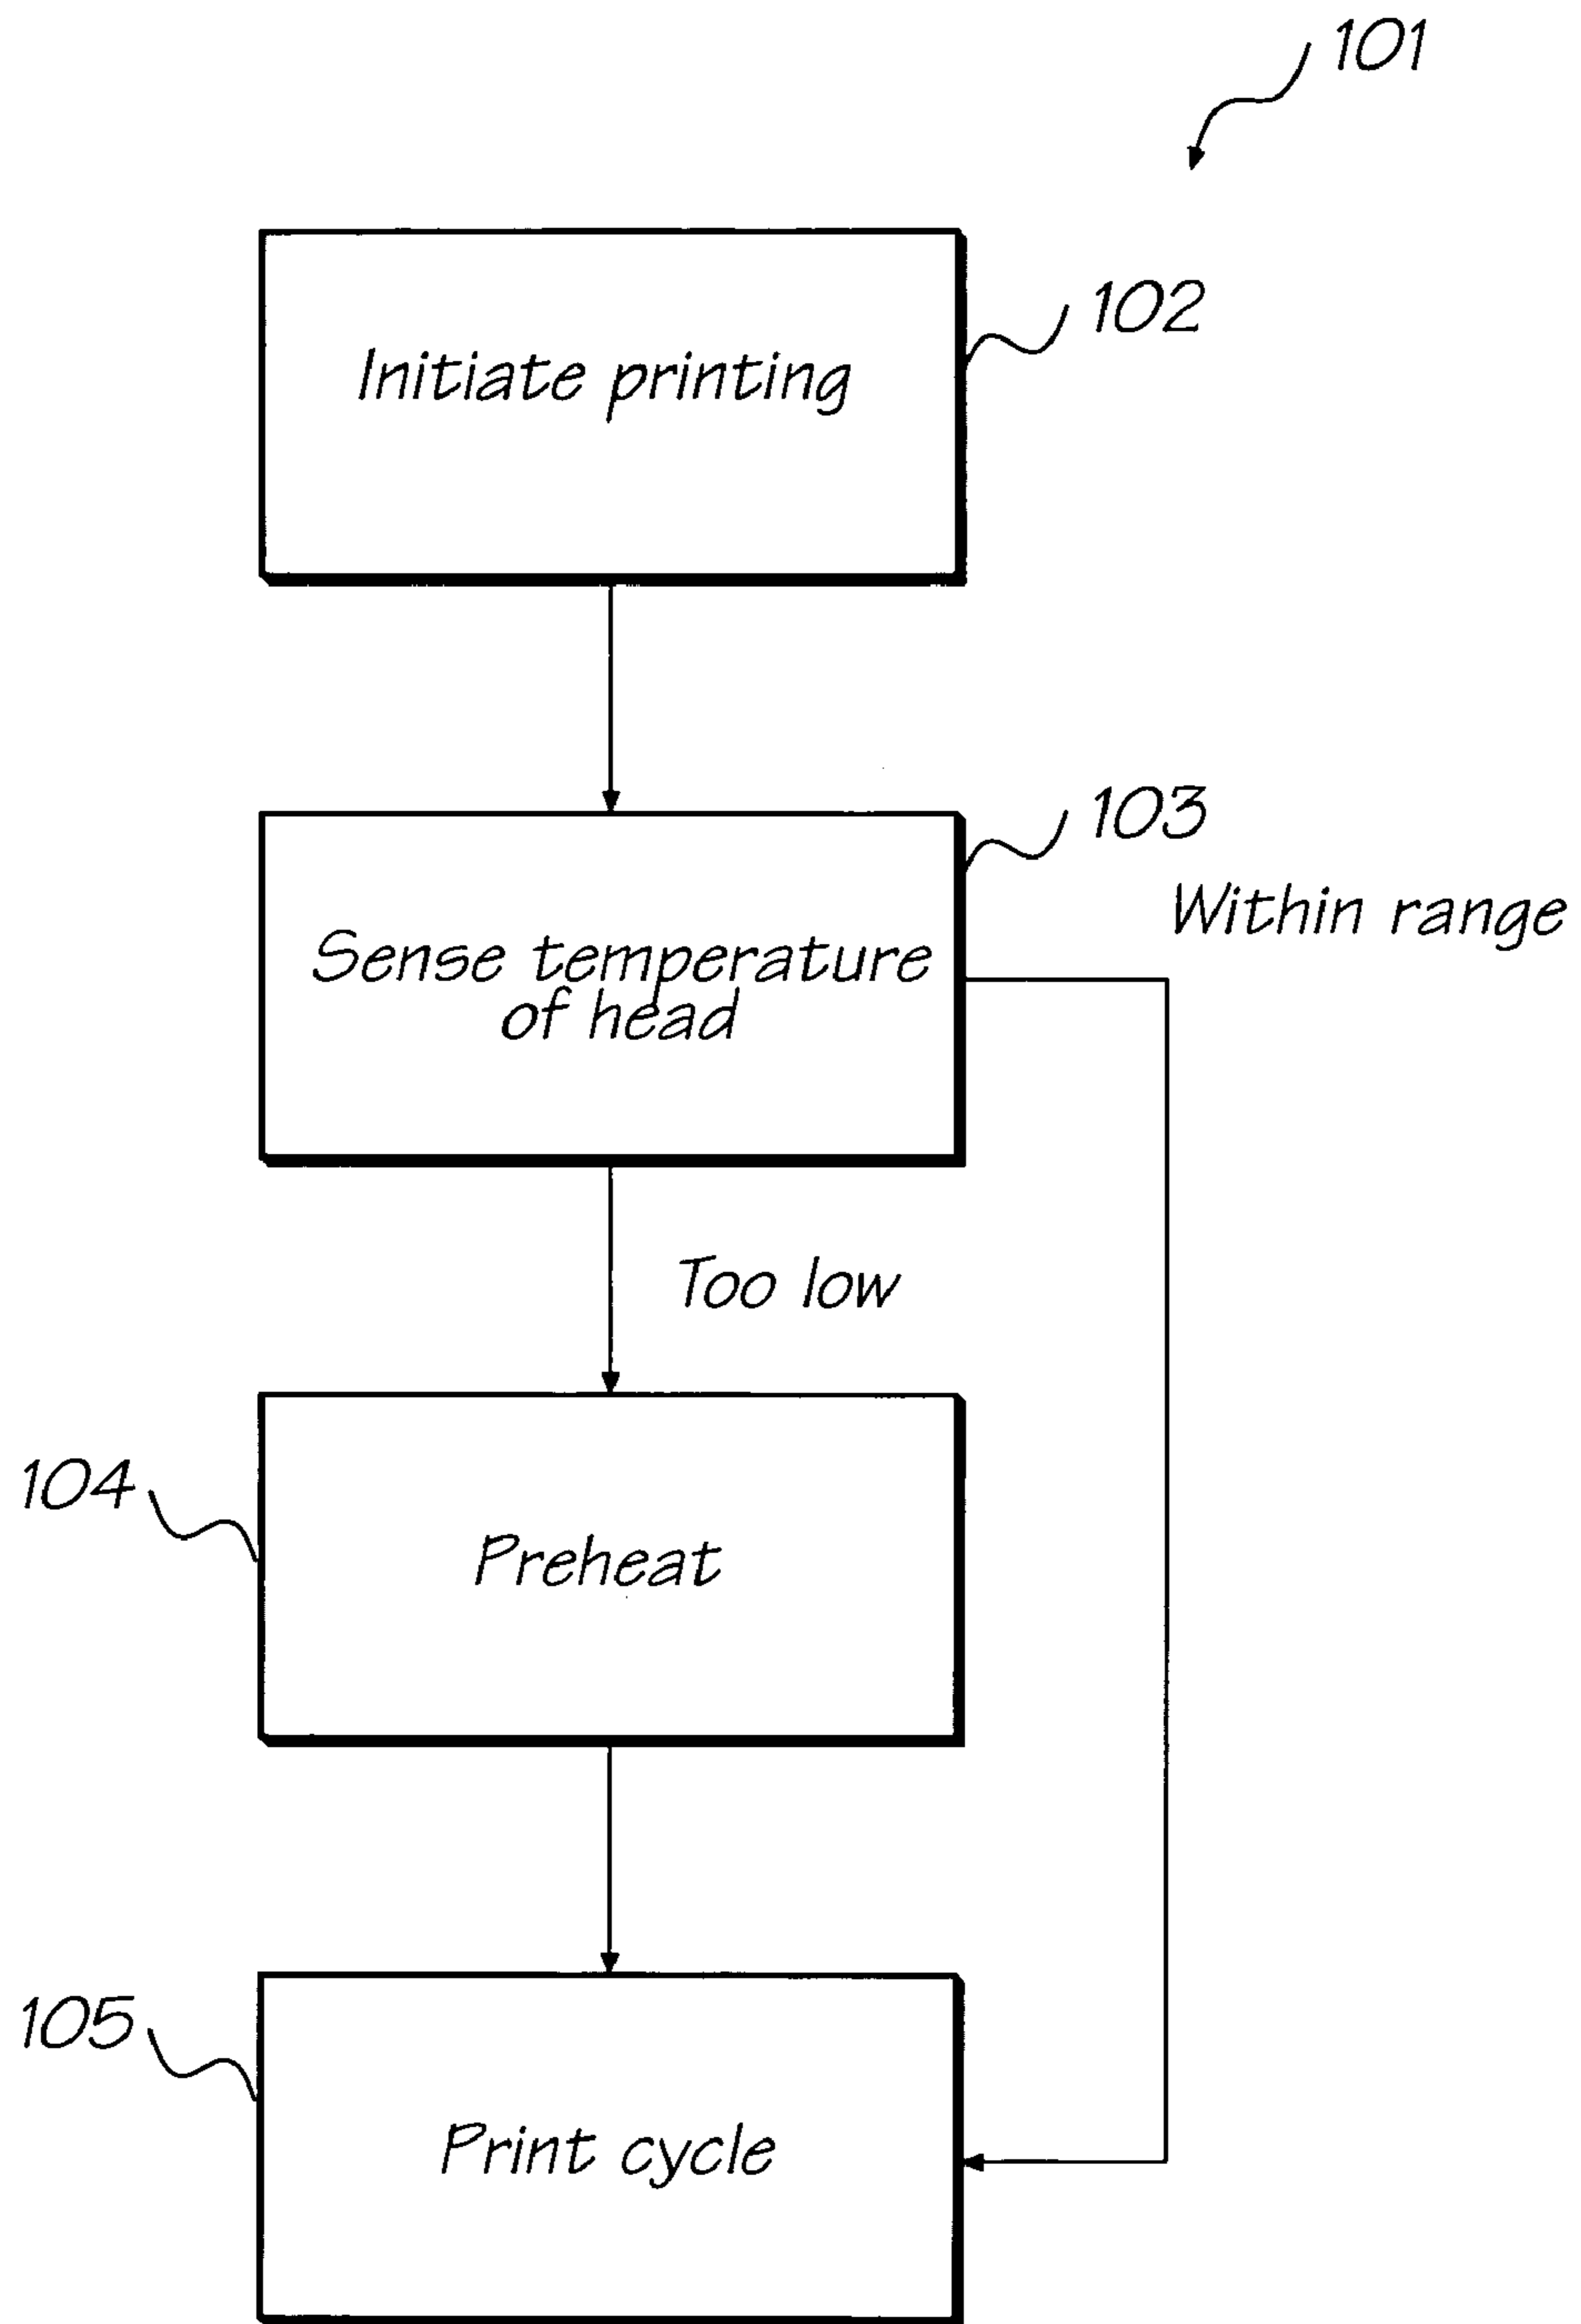 101
Initiate printing
102
103
Within range
Sense temperature
of head
Too low
104
Preheat
105
Print cycle